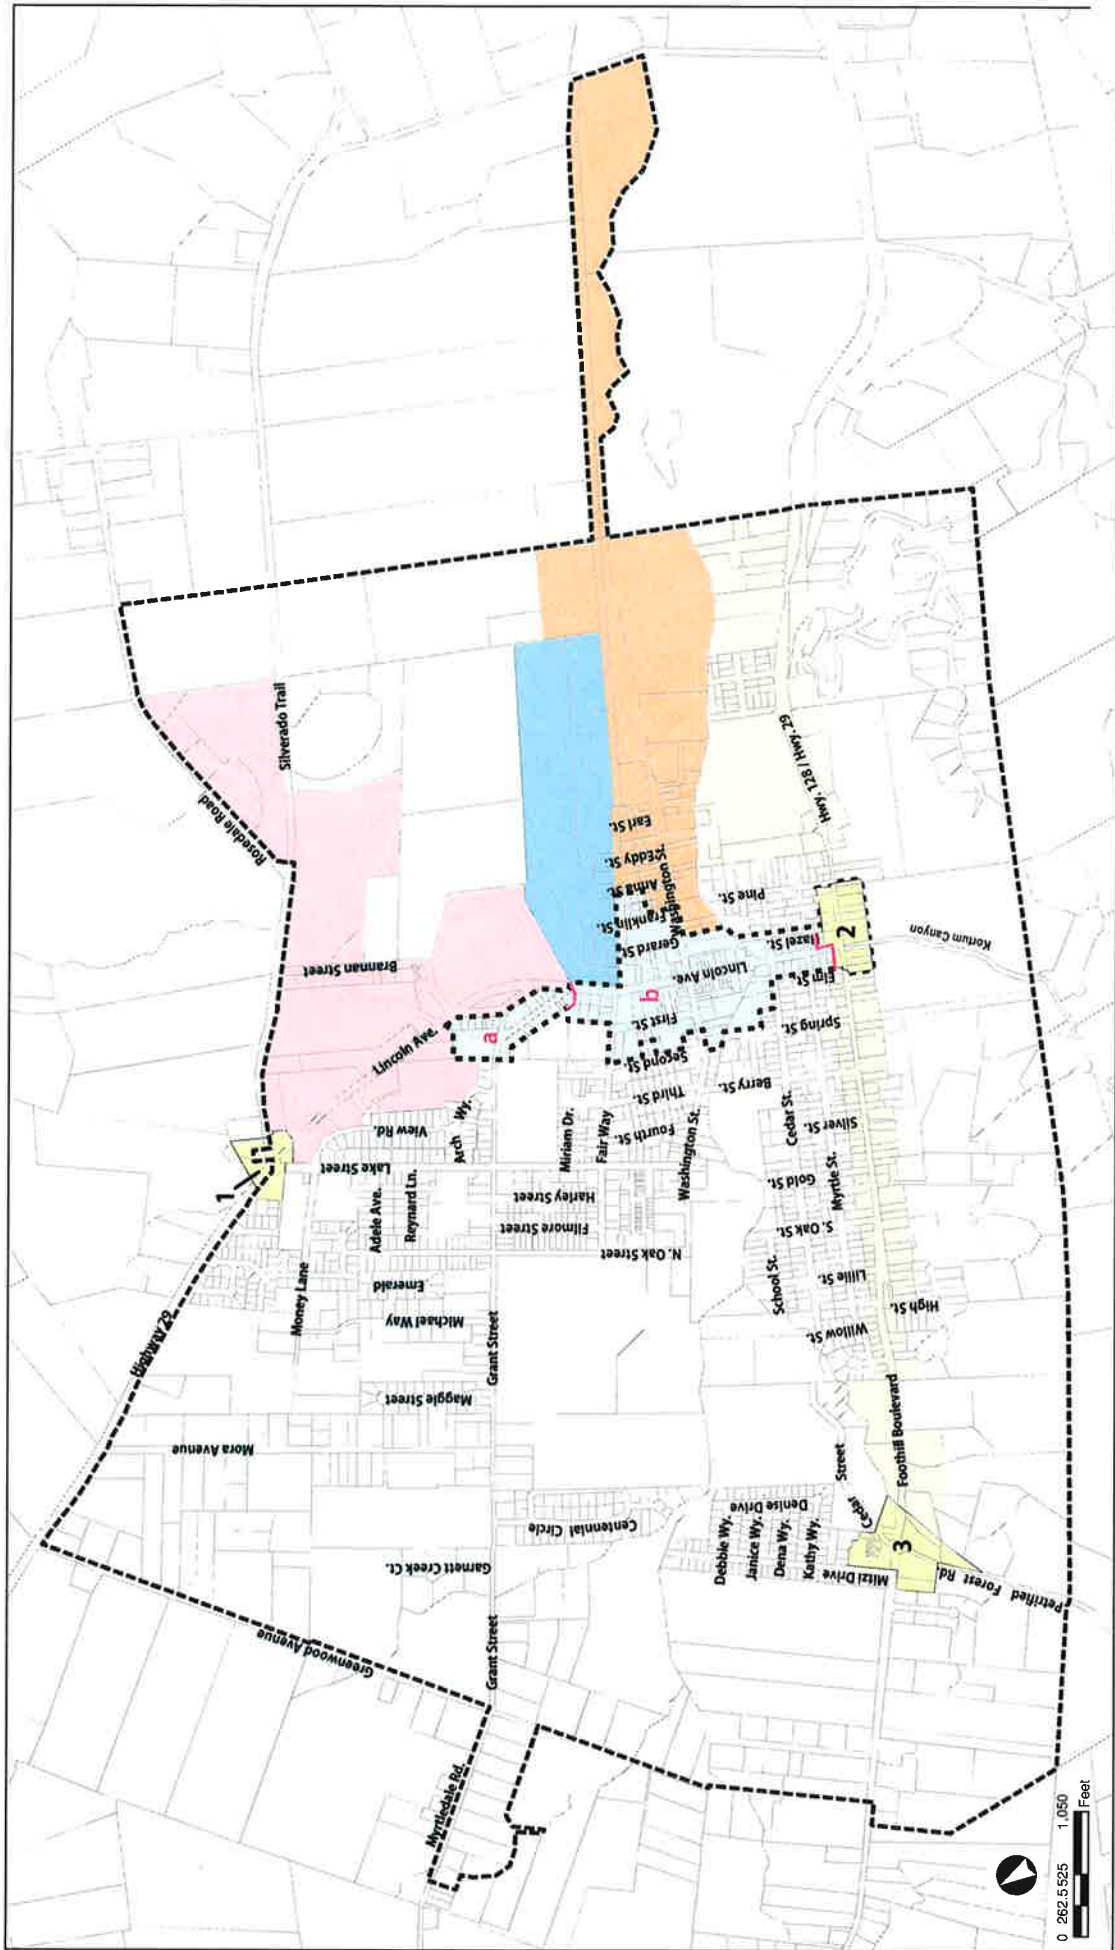 Silverado Trail
Rosedale Road
Brannan Street
Lincoln Ave.
a
b
1
2
3
Highway 29
Money Lane
Lake Street
View Rd.
Arch Wy.
Adele Ave.
Reynard Ln.
Emerald
Michael Way
Maggie Street
Mora Avenue
Grant Street
Harley Street
Filmore Street
N. Oak Street
Miriam Dr.
Fair Way
Fourth St.
Third St.
Second St.
First St.
Washington St.
Lincoln Ave.
Gerard St.
Franklin St.
Washington St.
Anna St.
Eddy St.
Earl St.
Pine St.
Hazel St.
Elm St.
Spring St.
Berry St.
Cedar St.
Silver St.
Myrtle St.
Gold St.
S. Oak St.
School St.
Lillie St.
High St.
Willow St.
Hwy. 128 / Hwy. 29
Kortum Canyon
Foothill Boulevard
Cedar Street
Denise Drive
Debbie Wy.
Janice Wy.
Dena Wy.
Kathy Wy.
Mitzi Drive
Petrified Forest Rd.
Centennial Circle
Garnett Creek Ct.
Grant Street
Greenwood Avenue
Myrtledale Rd.
0 262.5 525 1,050
Feet